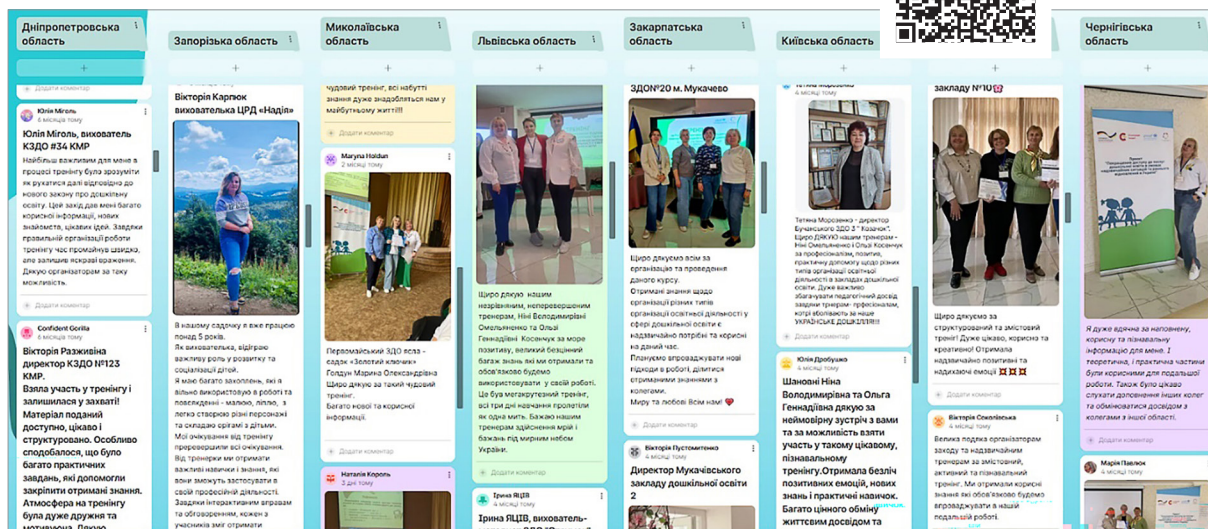 Дніпропетровська
область
Додати коментар
Юлія Міголь
6 місяців тому
Юлія Міголь, вихователь
КЗДО #34 КМР
Найбільш важливим для мене в
процесі тренінгу було зрозуміти
як рухатися далі відповідно до
нового закону про дошкільну
освіту. Цей захід дав мені багато
корисної інформації, нових
знайомств, цікавих ідей. Завдяки
правильній організації роботи
тренінгу час промайнув швидко,
але залишив яскраві враження.
Дякую організаторам за таку
можливість.
Додати коментар
Confident Gorilla
6 місяців тому
Вікторія Разживіна
директор КЗДО №123
КМР.
Взяла участь у тренінгу і
залишилася у захваті!
Матеріал поданий
доступно, цікаво і
структуровано. Особливо
сподобалося, що було
багато практичних
завдань, які допомогли
закріпити отримані знання.
Атмосфера на тренінгу
була дуже дружня та
мотивуюча. Дякую
Запорізька область
Вікторія Карпюк
вихователька ЦРД «Надія»
В нашому садочку я вже працюю
понад 5 років.
Як вихователька, відіграю
важливу роль у розвитку та
соціалізації дітей.
Я маю багато захоплень, які я
вільно використовую в роботі та
повсякденні - малюю, ліплю, з
легко створюю різні персонажі
та складаю орігамі з дітьми.
Мої очікування від тренінгу
перевершили всі очікування.
Від тренерки ми отримати
важливі навички і знання, які
вони зможуть застосувати в
своїй професійній діяльності.
Завдяки інтерактивним вправам
та обговоренням, кожен з
учасників зміг отримати
Миколаївська
область
чудовий тренінг, всі набутті
знання дуже знадобляться нам у
майбутньому житті!!!
Додати коментар
Maryna Holdun
2 місяці тому
Первомайський ЗДО ясла -
садок «Золотий ключик»
Голдун Марина Олександрівна
Щиро дякую за такий чудовий
тренінг.
Багато нової та корисної
інформації.
Додати коментар
Наталія Король
3 дні тому
Львівська область
Щиро дякую нашим
незрівняним, неперевершеним
тренерам, Ніні Володимирівні
Омельяненко та Ользі
Геннадіївні Косенчук за море
позитиву, великий безцінний
багаж знань які ми отримати та
обов'язково будемо
використовувати у своїй роботі.
Це був мегакрутезний тренінг,
всі три дні навчання пролетіли
як одна мить. Бажаю нашим
тренерам здійснення мрій і
бажань під мирним небом
України.
Додати коментар
Ірина ЯЦІВ
4 місяці тому
Ірина ЯЦІВ, вихователь-
Закарпатська
область
ЗДО№20 м. Мукачево
Щиро дякуємо всім за
організацію та проведення
даного курсу.
Отримані знання щодо
організації різних типів
організації освітньої діяльності у
сфері дошкільної освіти є
надзвичайно потрібні та корисні
на даний час.
Плануємо впроваджувати нові
підходи в роботі, ділитися
отриманими знаннями з
колегами.
Миру та любові Всім нам!
Додати коментар
Вікторія Пустомитенко
4 місяці тому
Директор Мукачівського
закладу дошкільної освіти
2
Київська область
Тетяна Морозенко
4 місяці тому
Тетяна Морозенко - директор
Бучанського ЗДО 3 " Козачок".
Щиро ДЯКУЮ нашим тренерам -
Ніні Омельяненко і Ользі Косенчук
за професіоналізм, позитив,
практичну допомогу щодо різних
типів організації освітньої
діяльності в закладах дошкільної
освіти. Дуже важливо
збагачувати педагогічний досвід
завдяки тренерам- прфесіоналам,
котрі вболівають за наше
УКРАЇНСЬКЕ ДОШКІЛЛЯ!!!!
Додати коментар
Юлія Дробушко
4 місяці тому
Шановні Ніна
Володимирівна та Ольга
Геннадіївна дякую за
неймовірну зустріч з вами
та за можливість взяти
участь у такому цікавому,
пізнавальному
тренінгу.Отримала безліч
позитивних емоцій, нових
знань і практичні навичок.
Багато цінного обміну
життєвим досвідом та
закладу №10
Щиро дякуємо за
структурований та змістовий
тренінг! Дуже цікаво, корисно та
креативно! Отримала
надзвичайно позитивні та
надихаючі емоції
Додати коментар
Вікторія Соколівська
4 місяці тому
Велика подяка організаторам
заходу та надзвичайним
тренерам за змістовний,
активний та пізнавальний
тренінг. Ми отримали корисні
знання які обов'язково будемо
впроваджувати в нашій
педагогічній роботі.
Чернігівська
область
Я дуже вдячна за наповнену,
корисну та пізнавальну
інформацію для мене. І
теоретична, і практична частини
були корисними для подальшої
роботи. Також було цікаво
слухати доповнення інших колег
та обмінюватися досвідом з
колегами з іншої області.
Додати коментар
Марія Павлюк
4 місяці тому